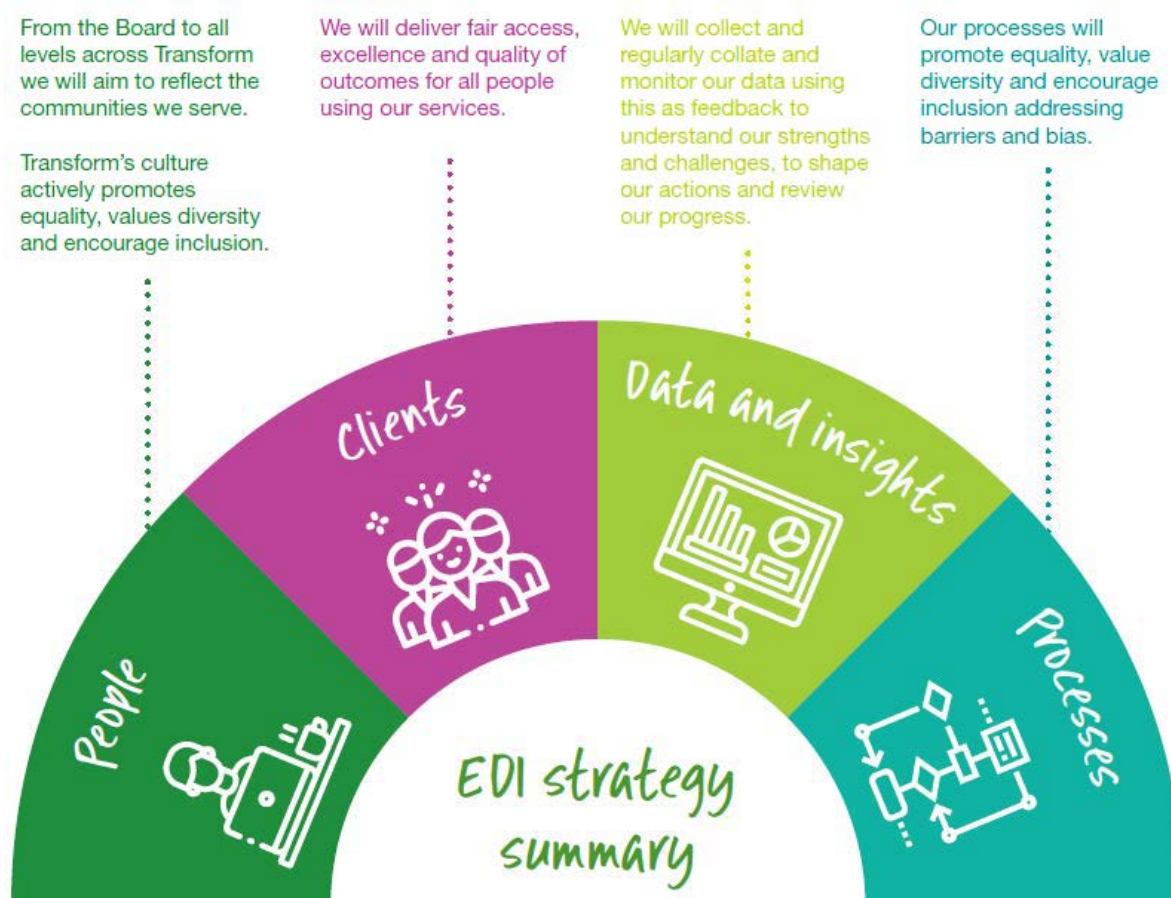 From the Board to all
levels across Transform
we will aim to reflect the
communities we serve.
Transform's culture
actively promotes
equality, values diversity
and encourage inclusion.
We will deliver fair access,
excellence and quality of
outcomes for all people
using our services.
We will collect and
regularly collate and
monitor our data using
this as feedback to
understand our strengths
and challenges, to shape
our actions and review
our progress.
Our processes will
promote equality, value
diversity and encourage
inclusion addressing
barriers and bias.
People
Clients
Data and insights
Processes
EDI strategy
summary